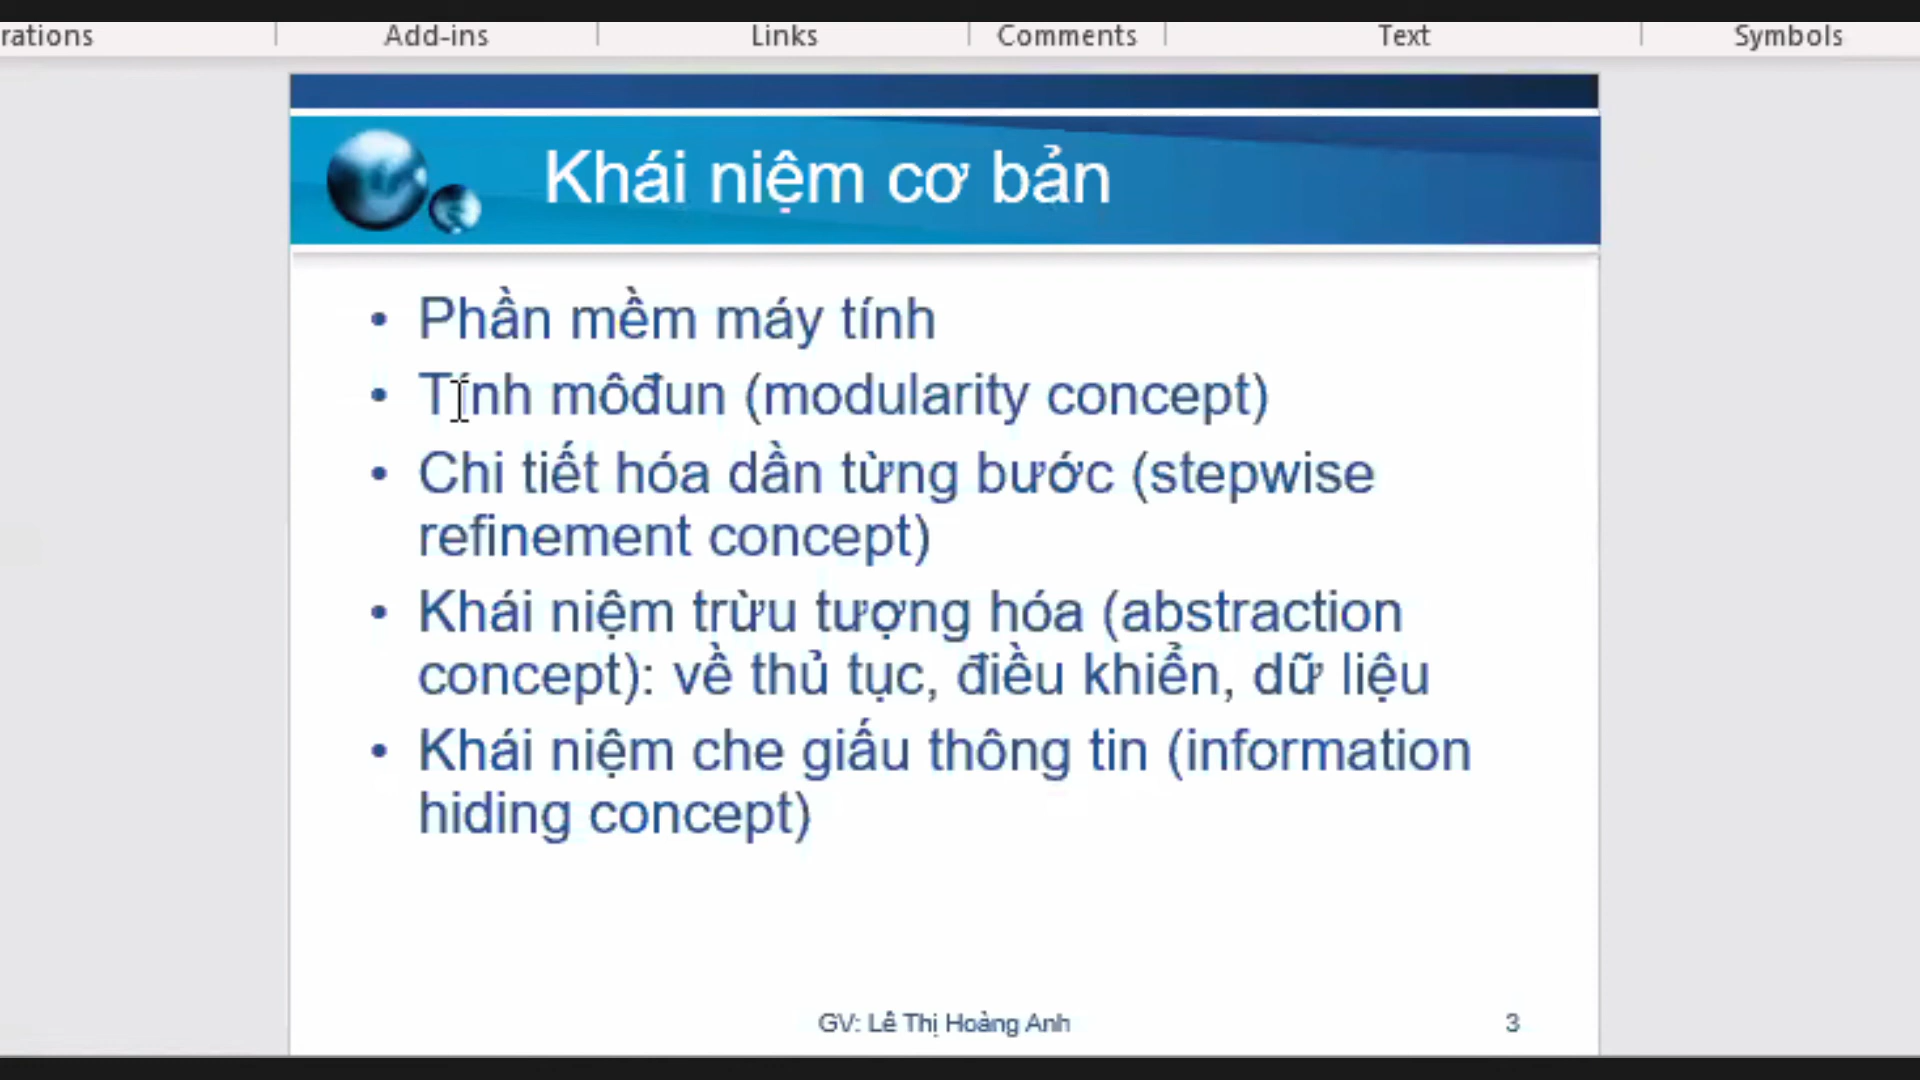 rations Add-ins Links Comments Text Symbols
Khái niệm cơ bản
• Phần mềm máy tính
• Tính môđun (modularity concept)
• Chi tiết hóa dần từng bước (stepwise
refinement concept)
• Khái niệm trừu tượng hóa (abstraction
concept): về thủ tục, điều khiển, dữ liệu
• Khái niệm che giấu thông tin (information
hiding concept)
GV: Lê Thị Hoàng Anh 3